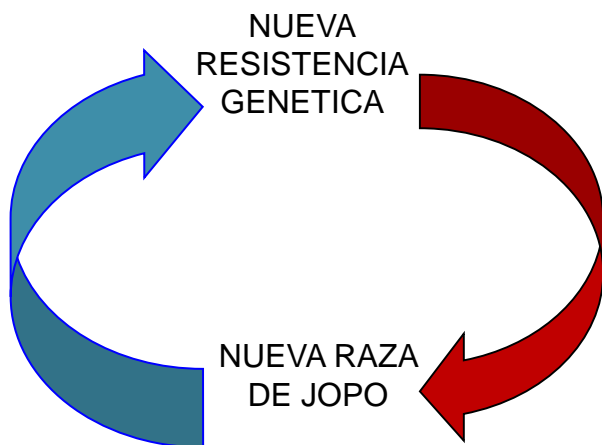 NUEVA
RESISTENCIA
GENETICA
NUEVA RAZA
DE JOPO